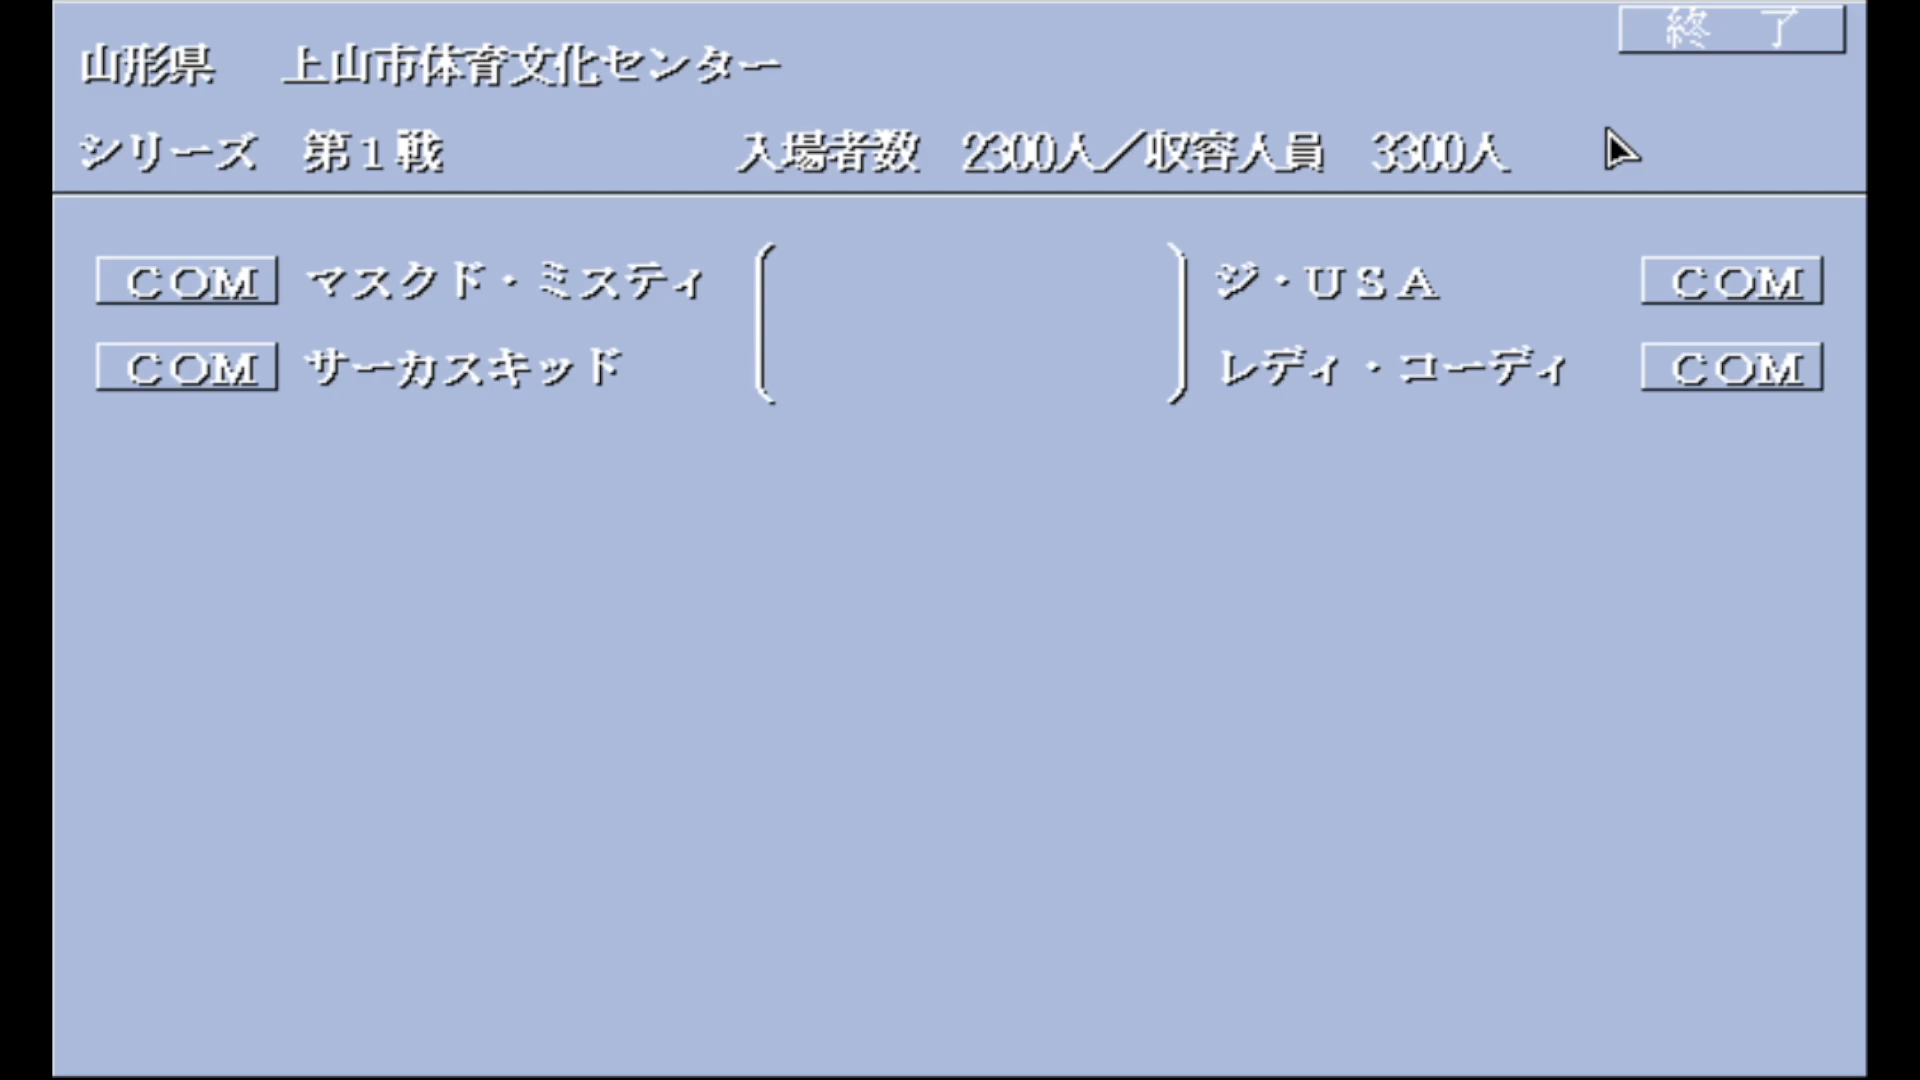 終　了
山形県　上山市体育文化センター
シリーズ　第１戦　入場者数　2300人／収容人員　3300人
ＣＯＭ　マスクド・ミスティ　ジ・ＵＳＡ　ＣＯＭ
ＣＯＭ　サーカスキッド　レディ・コーディ　ＣＯＭ